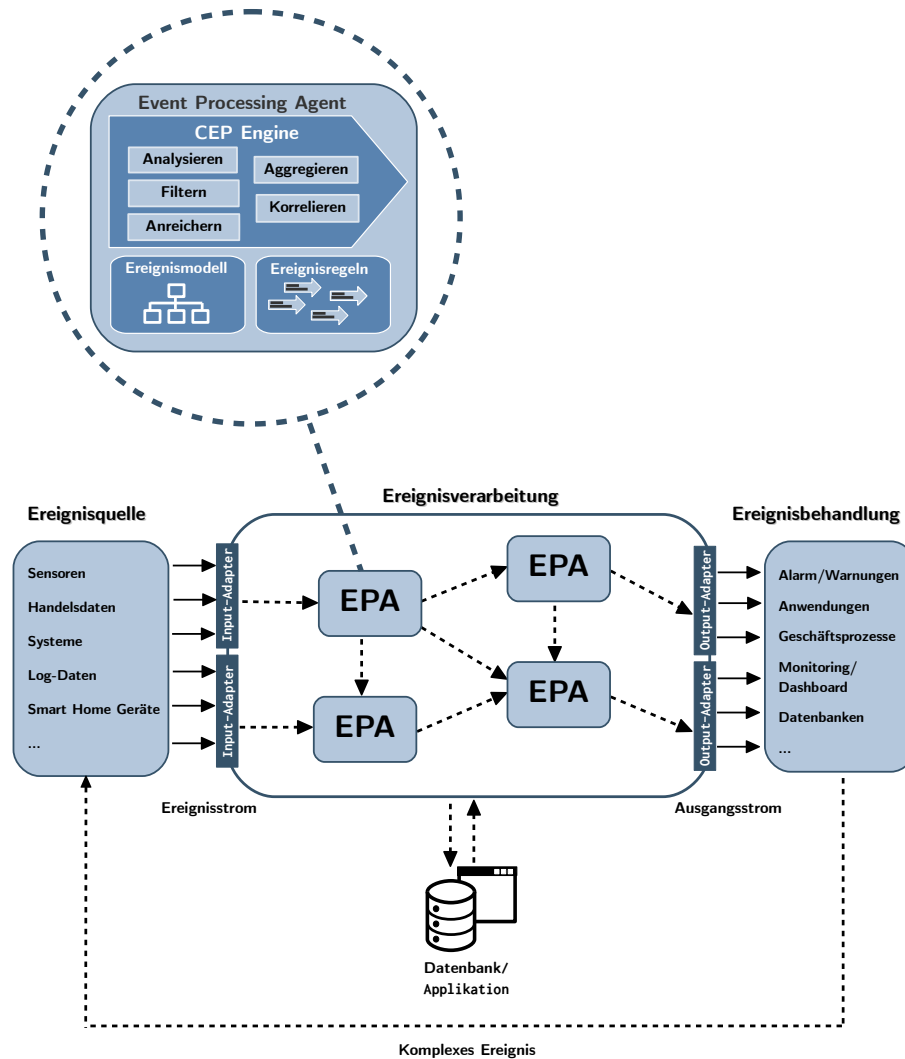 Event Processing Agent
CEP Engine
Analysieren
Filtern
Anreichern
Aggregieren
Korrelieren
Ereignismodell
Ereignisregeln
Ereignisverarbeitung
Ereignisquelle
Ereignisbehandlung
Sensoren
Handelsdaten
Systeme
Log-Daten
Smart Home Geräte
...
Input-Adapter
Input-Adapter
EPA
EPA
EPA
EPA
Output-Adapter
Output-Adapter
Alarm/Warnungen
Anwendungen
Geschäftsprozesse
Monitoring/
Dashboard
Datenbanken
...
Ereignisstrom
Ausgangsstrom
Datenbank/
Applikation
Komplexes Ereignis